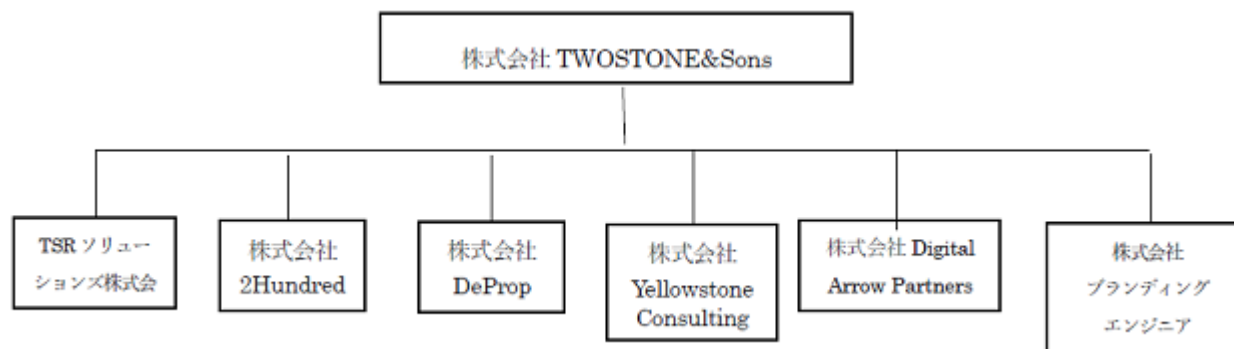 株式会社 TWOSTONE&Sons
TSR ソリュー
ションズ株式会
株式会社
2Hundred
株式会社
DeProp
株式会社
Yellowstone
Consulting
株式会社 Digital
Arrow Partners
株式会社
ブランディング
エンジニア